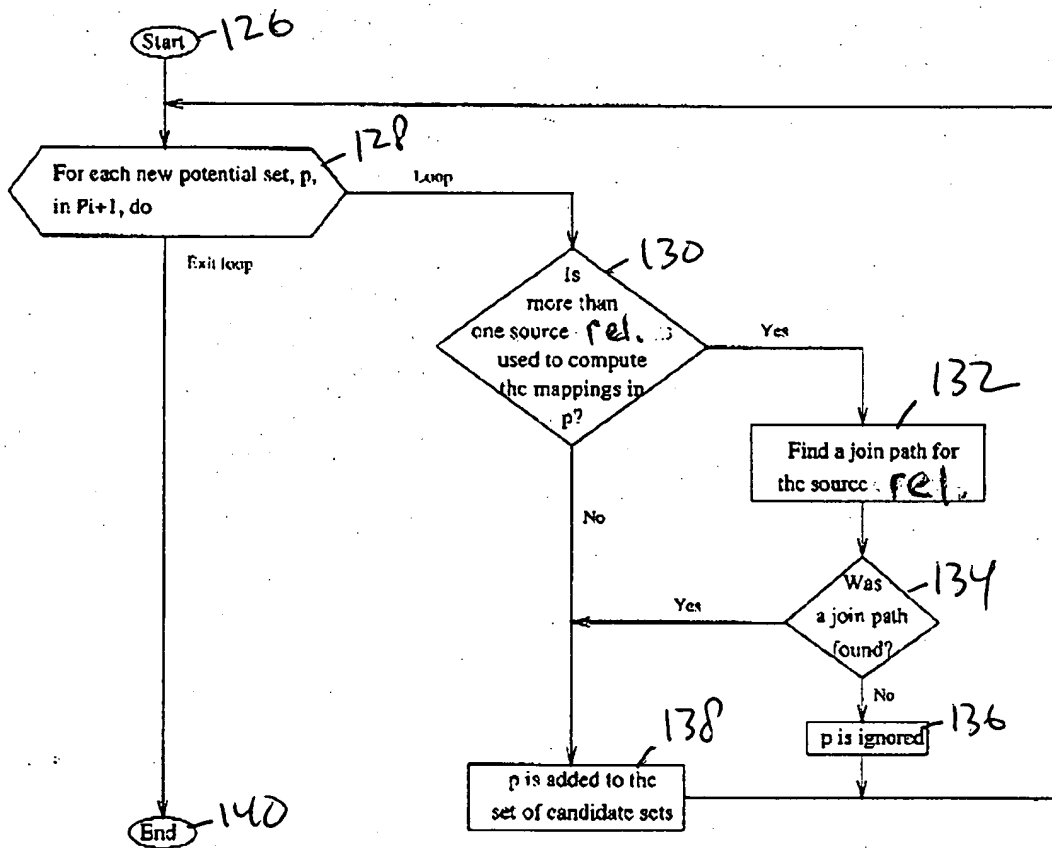 Start
126
128
For each new potential set, p,
in Pi+1, do
Loop
Exit loop
130
Is
more than
one source rel.
used to compute
the mappings in
p?
Yes
132
Find a join path for
the source rel.
No
134
Was
a join path
found?
Yes
No
136
p is ignored
138
p is added to the
set of candidate sets
End
140